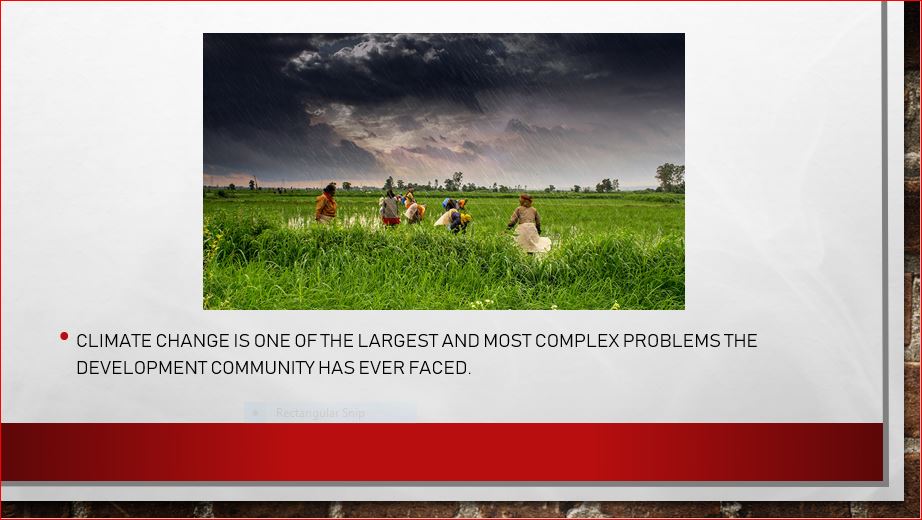 • CLIMATE CHANGE IS ONE OF THE LARGEST AND MOST COMPLEX PROBLEMS THE
DEVELOPMENT COMMUNITY HAS EVER FACED.
• Rectangular Snip